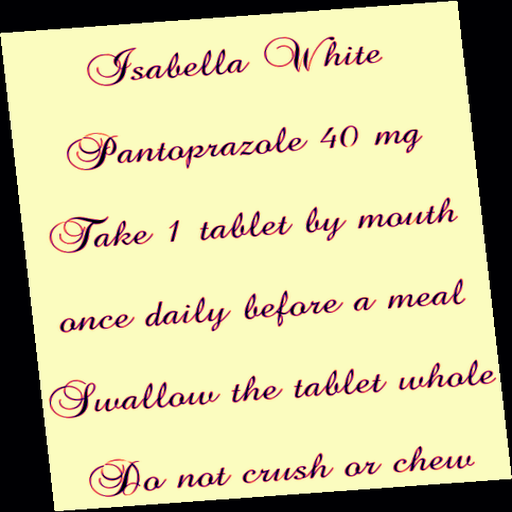 Isabella White
Pantoprazole 40 mg
Take 1 tablet by mouth
once daily before a meal
Swallow the tablet whole
Do not crush or chew